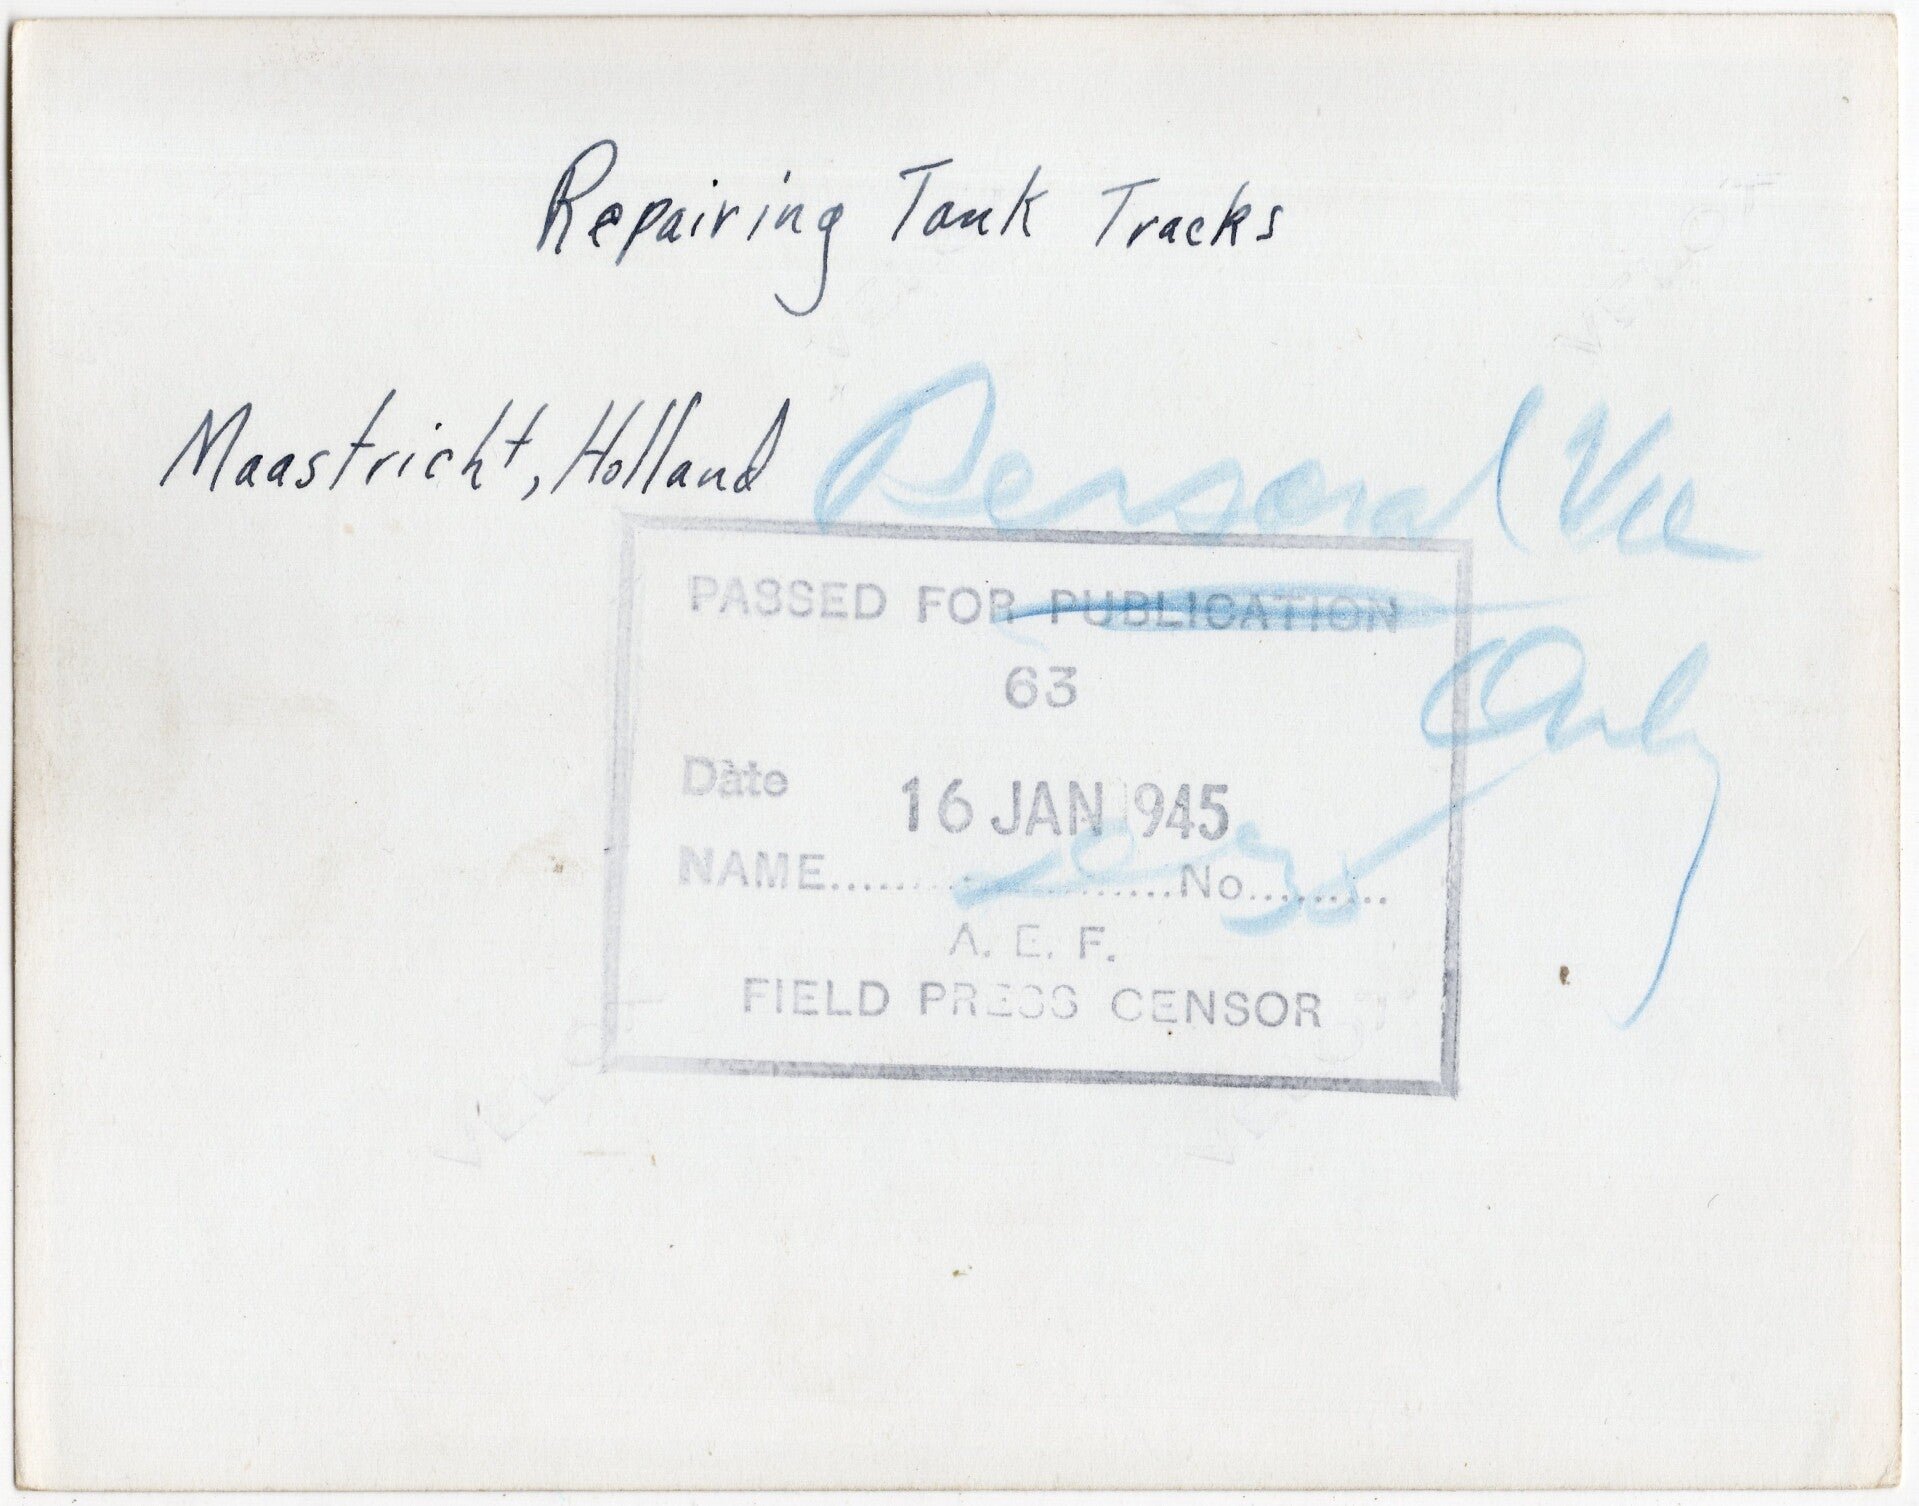 Repairing Tank Tracks
Maastricht, Holland
Personal Use
Only
PASSED FOR PUBLICATION
63
Date 16 JAN 1945
NAME....................No.........
A. E. F.
FIELD PRESS CENSOR